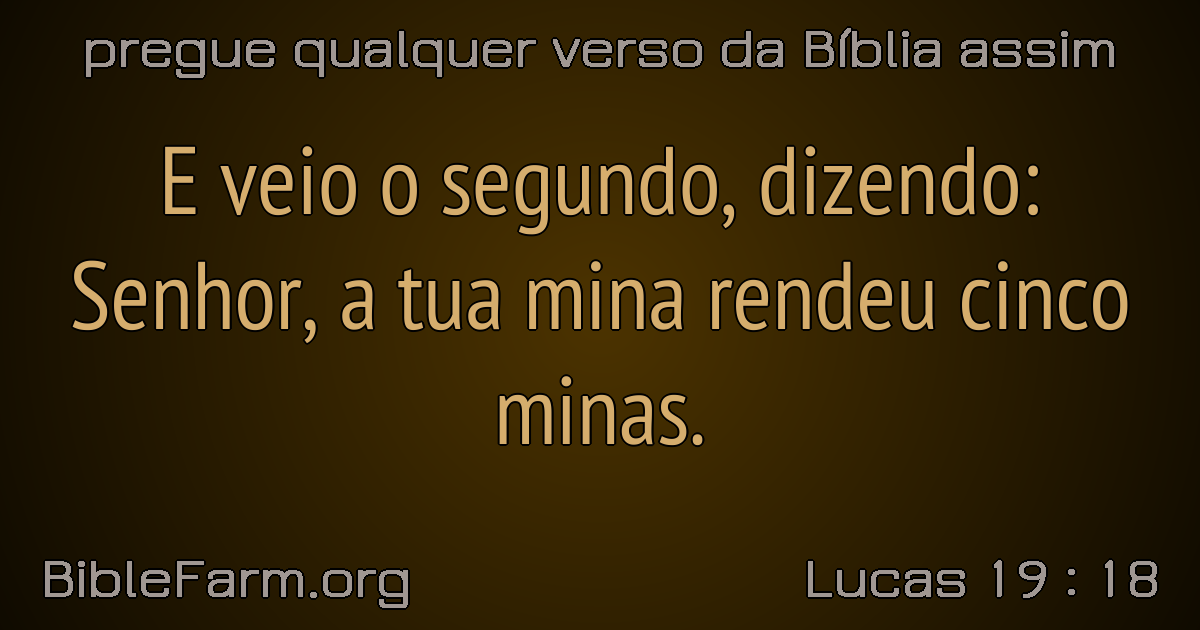 pregue qualquer verso da Bíblia assim
E veio o segundo, dizendo:
Senhor, a tua mina rendeu cinco
minas.
BibleFarm.org
Lucas 19 : 18